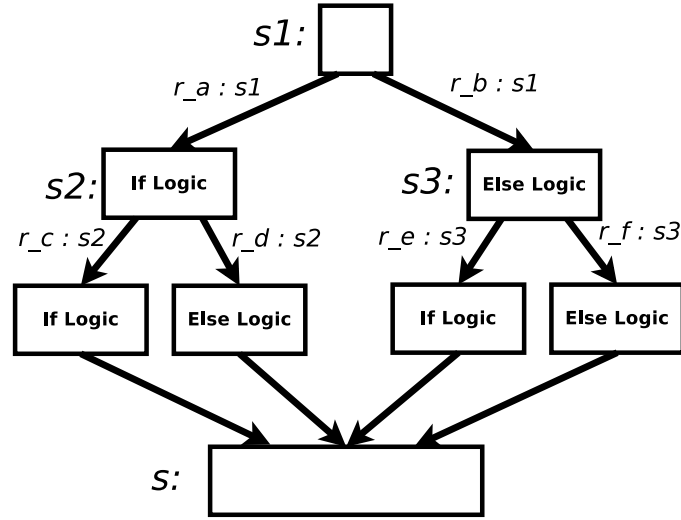 s1:
r_a : s1
r_b : s1
s2:
If Logic
s3:
Else Logic
r_c : s2
r_d : s2
r_e : s3
r_f : s3
If Logic
Else Logic
If Logic
Else Logic
s: